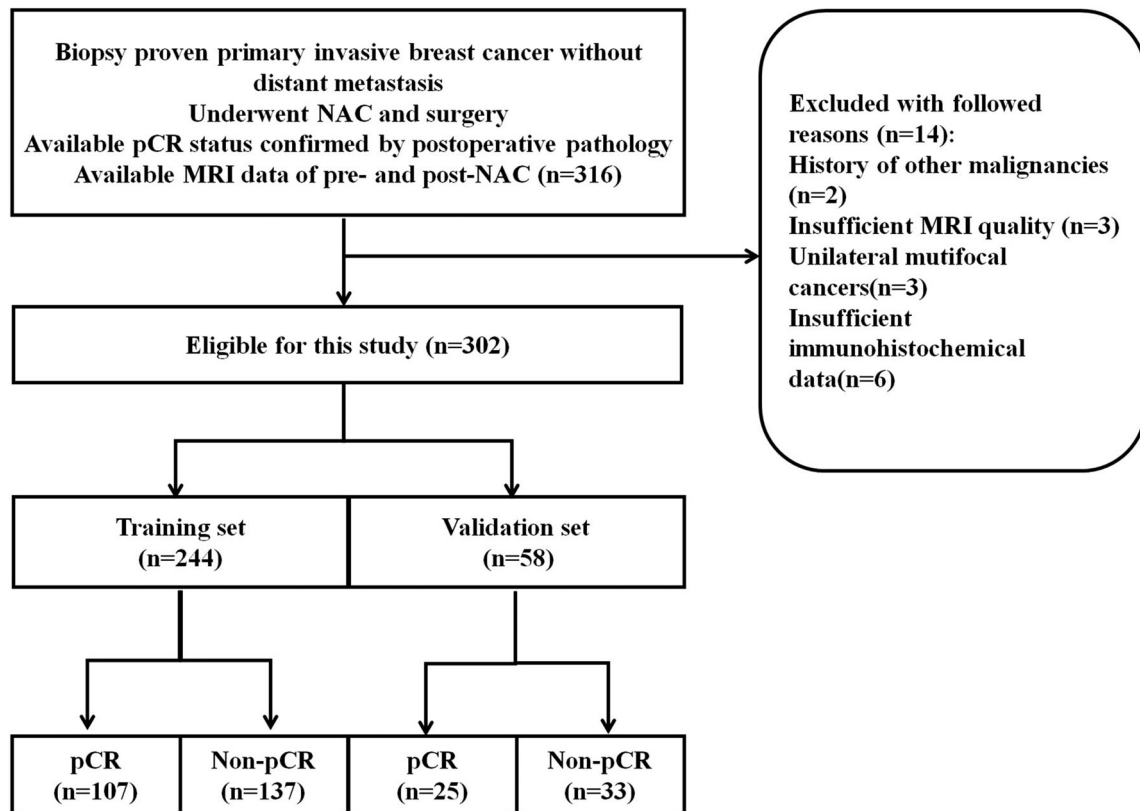 Biopsy proven primary invasive breast cancer without
distant metastasis
Underwent NAC and surgery
Available pCR status confirmed by postoperative pathology
Available MRI data of pre- and post-NAC (n=316)
Excluded with followed
reasons (n=14):
History of other malignancies
(n=2)
Insufficient MRI quality (n=3)
Unilateral mutifocal
cancers(n=3)
Insufficient
immunohistochemical
data(n=6)
Eligible for this study (n=302)
Training set
(n=244)
Validation set
(n=58)
pCR
(n=107)
Non-pCR
(n=137)
pCR
(n=25)
Non-pCR
(n=33)